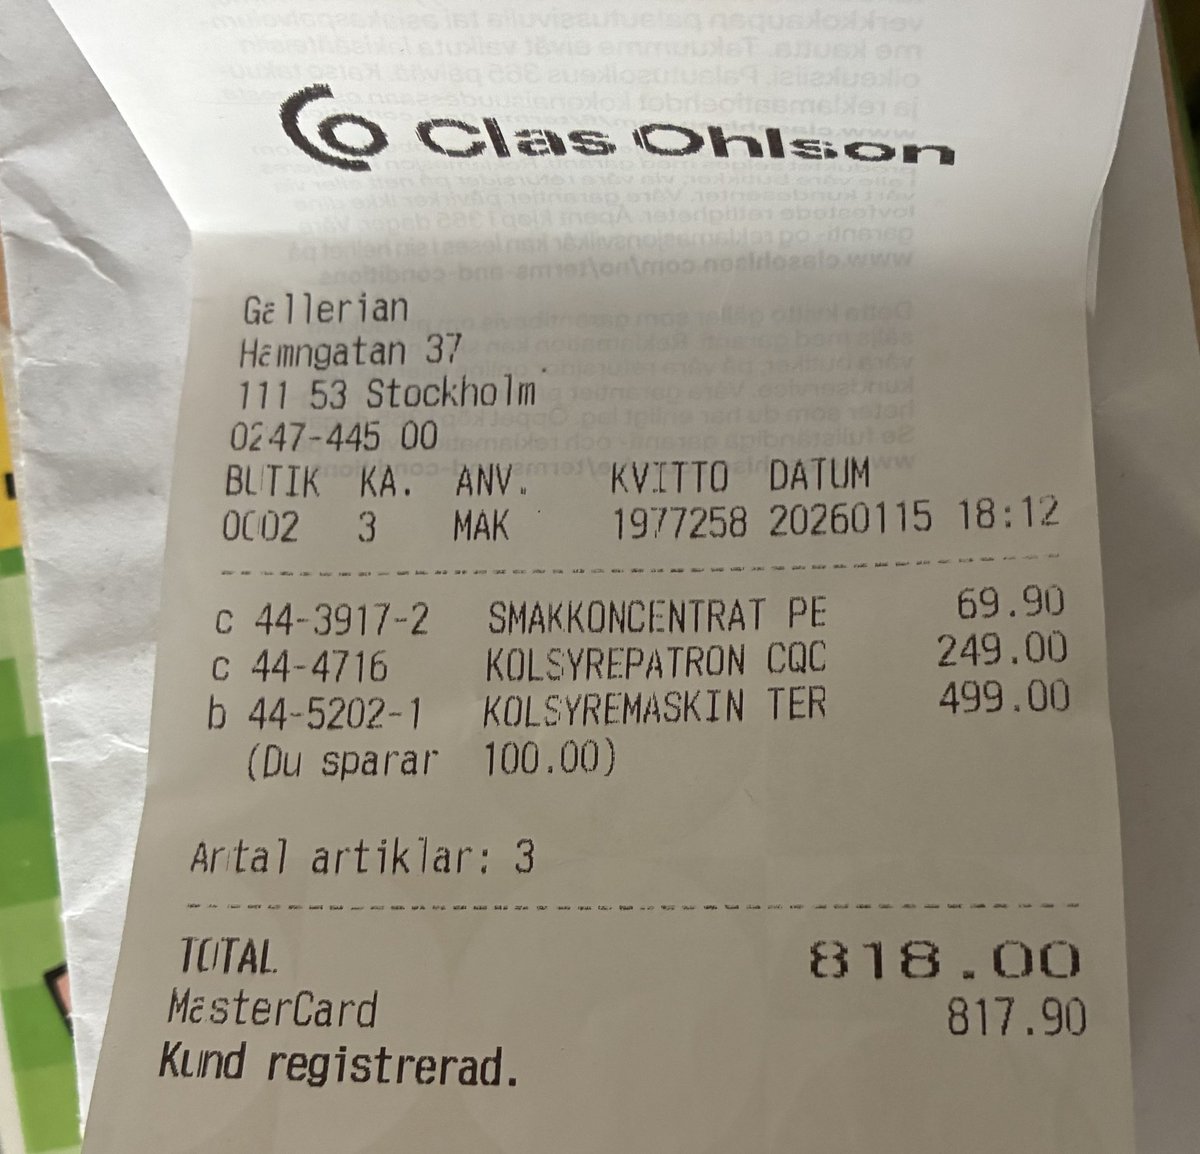 Clas Ohlson
Gallerian
Hamngatan 37
111 53 Stockholm
0247-445 00
BUTIK KA. ANV. KVITTO DATUM
0002 3 MAK 1977258 20260115 18:12
c 44-3917-2 SMAKKONCENTRAT PE 69.90
c 44-4716 KOLSYREPATRON CQC 249.00
b 44-5202-1 KOLSYREMASKIN TER 499.00
(Du sparar 100.00)
Antal artiklar: 3
TOTAL 818.00
MasterCard 817.90
Kund registrerad.